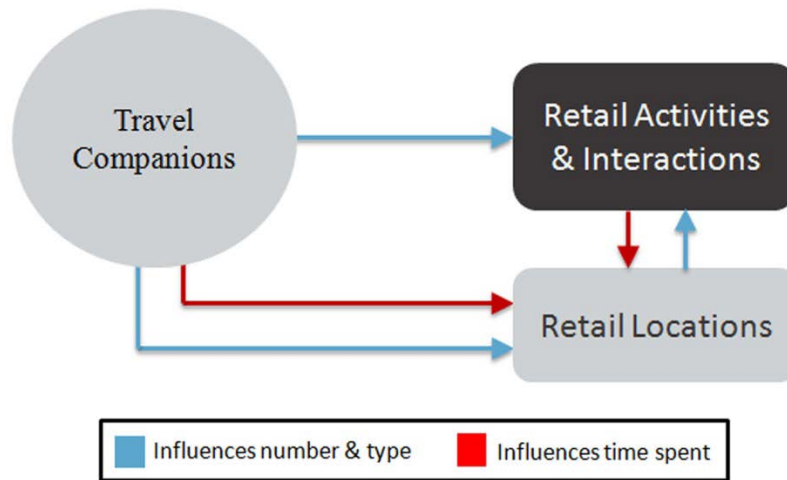 Travel
Companions
Retail Activities
& Interactions
Retail Locations
Influences number & type
Influences time spent